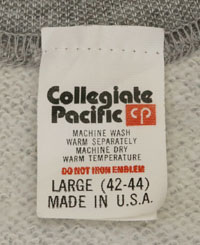 Collegiate
Pacific cp
MACHINE WASH
WARM SEPARATELY
MACHINE DRY
WARM TEMPERATURE
DO NOT IRON EMBLEM
LARGE (42-44)
MADE IN U.S.A.